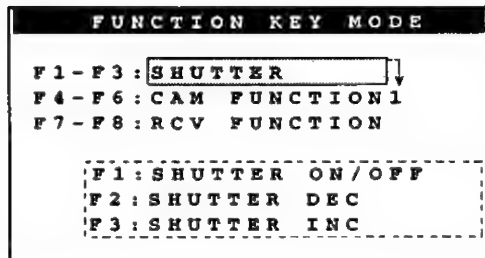 FUNCTION KEY MODE
F1-F3:SHUTTER
F4-F6:CAM FUNCTION1
F7-F8:RCV FUNCTION
F1:SHUTTER ON/OFF
F2:SHUTTER DEC
F3:SHUTTER INC